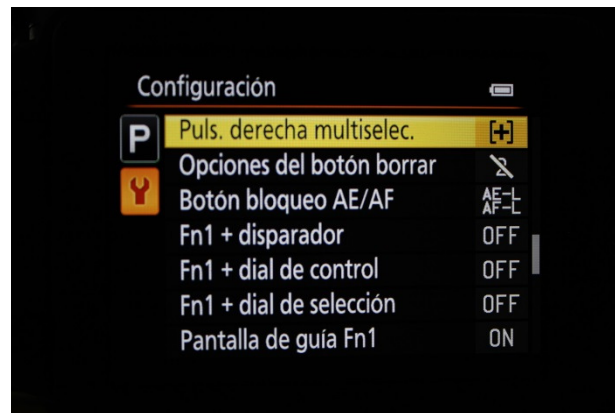 Configuración
P
Puls. derecha multiselec. [+]
Opciones del botón borrar
Botón bloqueo AE/AF AE-L AF-L
Fn1 + disparador OFF
Fn1 + dial de control OFF
Fn1 + dial de selección OFF
Pantalla de guía Fn1 ON